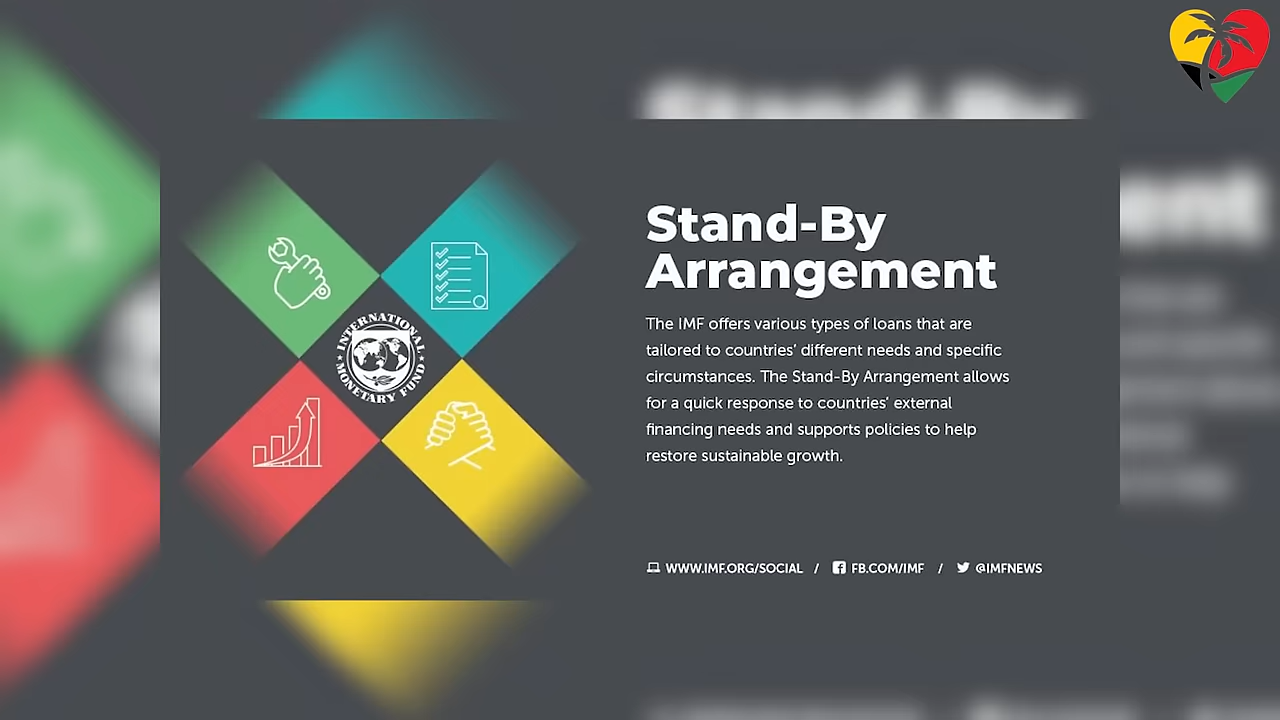 Stand-By
Arrangement
The IMF offers various types of loans that are
tailored to countries’ different needs and specific
circumstances. The Stand-By Arrangement allows
for a quick response to countries’ external
financing needs and supports policies to help
restore sustainable growth.
INTERNATIONAL
MONETARY FUND
WWW.IMF.ORG/SOCIAL / FB.COM/IMF / @IMFNEWS